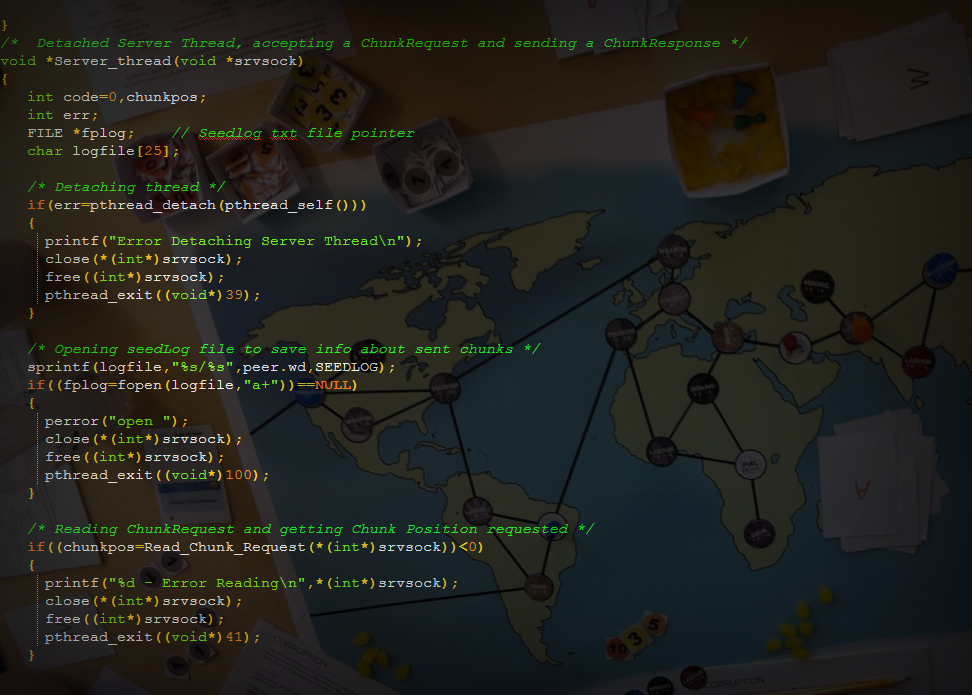 }
/*  Detached Server Thread, accepting a ChunkRequest and sending a ChunkResponse */
void *Server_thread(void *srvsock)
{
int code=0,chunkpos;
int err;
FILE *fplog;    // Seedlog txt file pointer
char logfile[25];
/* Detaching thread */
if(err=pthread_detach(pthread_self()))
{
printf("Error Detaching Server Thread\n");
close(*(int*)srvsock);
free((int*)srvsock);
pthread_exit((void*)39);
}
/* Opening seedLog file to save info about sent chunks */
sprintf(logfile,"%s/%s",peer.wd,SEEDLOG);
if((fplog=fopen(logfile,"a+"))==NULL)
{
perror("open ");
close(*(int*)srvsock);
free((int*)srvsock);
pthread_exit((void*)100);
}
/* Reading ChunkRequest and getting Chunk Position requested */
if((chunkpos=Read_Chunk_Request(*(int*)srvsock))<0)
{
printf("%d - Error Reading\n",*(int*)srvsock);
close(*(int*)srvsock);
free((int*)srvsock);
pthread_exit((void*)41);
}
CORRUPTION
10 3 5
CORRUPTION